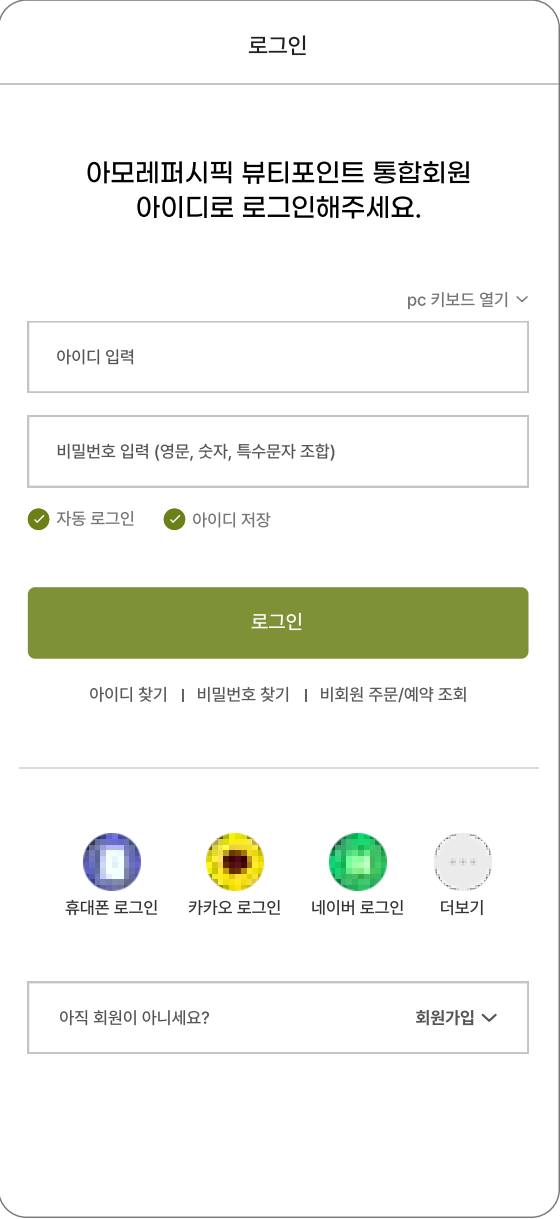 로그인
아모레퍼시픽 뷰티포인트 통합회원
아이디로 로그인해주세요.
pc 키보드 열기
아이디 입력
비밀번호 입력 (영문, 숫자, 특수문자 조합)
자동 로그인 아이디 저장
로그인
아이디 찾기 | 비밀번호 찾기 | 비회원 주문/예약 조회
휴대폰 로그인 카카오 로그인 네이버 로그인 더보기
아직 회원이 아니세요? 회원가입